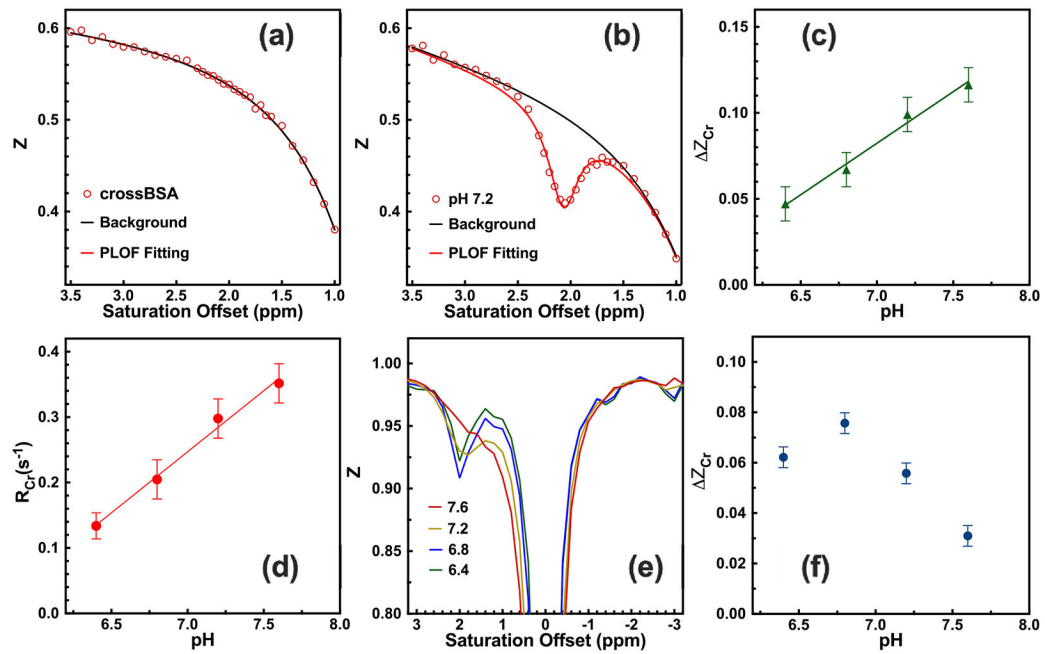 (a)
0.6
0.4
Z
crossBSA
Background
PLOF Fitting
3.5 3.0 2.5 2.0 1.5 1.0
Saturation Offset (ppm)
(b)
0.6
0.4
Z
pH 7.2
Background
PLOF Fitting
3.5 3.0 2.5 2.0 1.5 1.0
Saturation Offset (ppm)
(c)
0.15
0.10
0.05
0.00
ΔZCr
6.5 7.0 7.5 8.0
pH
(d)
0.4
0.3
0.2
0.1
0.0
RCr(s-1)
6.5 7.0 7.5 8.0
pH
(e)
1.00
0.95
0.90
0.85
0.80
Z
7.6
7.2
6.8
6.4
3 2 1 0 -1 -2 -3
Saturation Offset (ppm)
(f)
0.10
0.08
0.06
0.04
0.02
0.00
ΔZCr
6.5 7.0 7.5 8.0
pH